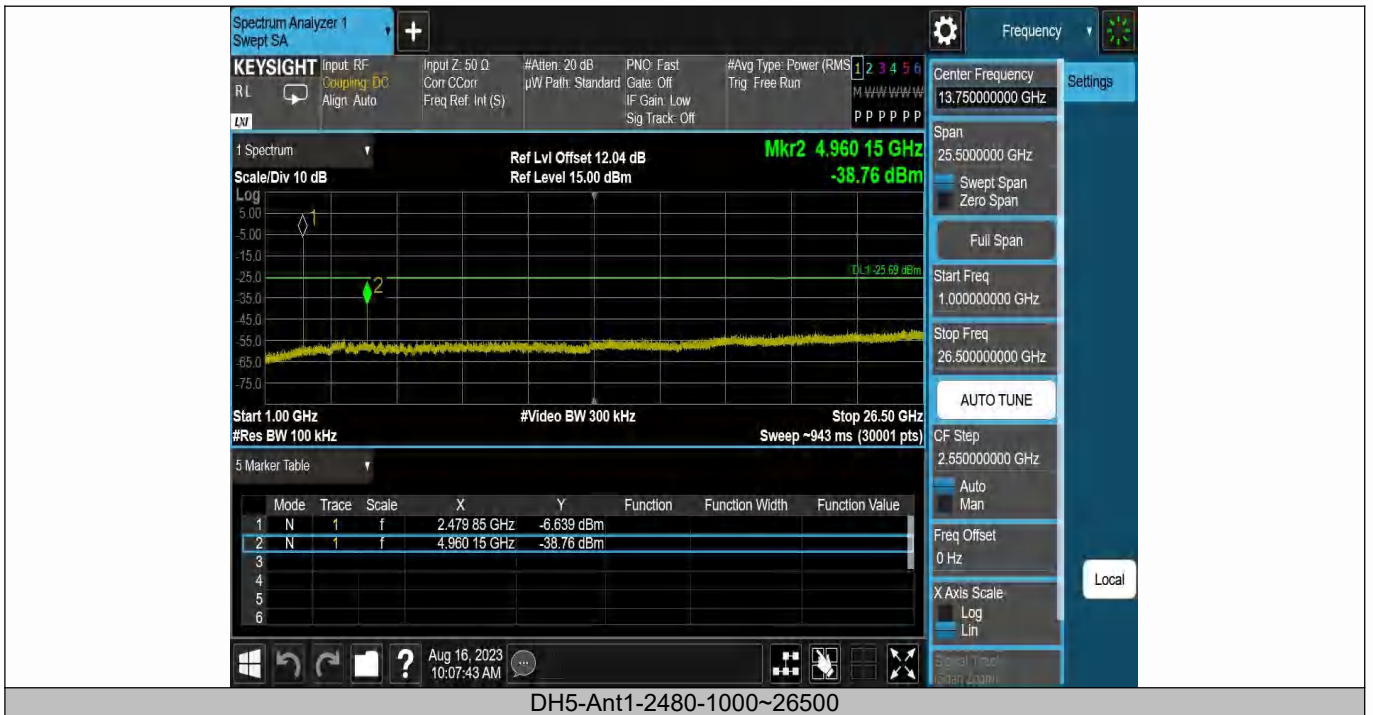 Spectrum Analyzer 1
Swept SA
+
Frequency
KEYSIGHT
RL
LXI
Input: RF
Coupling: DC
Align: Auto
Input Z: 50 Ω
Corr CCorr
Freq Ref: Int (S)
#Atten: 20 dB
µW Path: Standard
PNO: Fast
Gate: Off
IF Gain: Low
Sig Track: Off
#Avg Type: Power (RMS
Trig: Free Run
1 2 3 4 5 6
M W W W W W
P P P P P P
1 Spectrum
Scale/Div 10 dB
Ref Lvl Offset 12.04 dB
Ref Level 15.00 dBm
Mkr2 4.960 15 GHz
-38.76 dBm
Log
5.00
-5.00
-15.0
-25.0
-35.0
-45.0
-55.0
-65.0
-75.0
1
2
DL1 -25.69 dBm
Start 1.00 GHz
#Video BW 300 kHz
Stop 26.50 GHz
#Res BW 100 kHz
Sweep ~943 ms (30001 pts)
5 Marker Table
Mode Trace Scale X Y Function Function Width Function Value
1 N 1 f 2.479 85 GHz -6.639 dBm
2 N 1 f 4.960 15 GHz -38.76 dBm
3
4
5
6
Center Frequency
13.750000000 GHz
Settings
Span
25.5000000 GHz
Swept Span
Zero Span
Full Span
Start Freq
1.000000000 GHz
Stop Freq
26.500000000 GHz
AUTO TUNE
CF Step
2.550000000 GHz
Auto
Man
Freq Offset
0 Hz
X Axis Scale
Log
Lin
Local
Signal Track
(Span Zoom)
?
Aug 16, 2023
10:07:43 AM
DH5-Ant1-2480-1000~26500